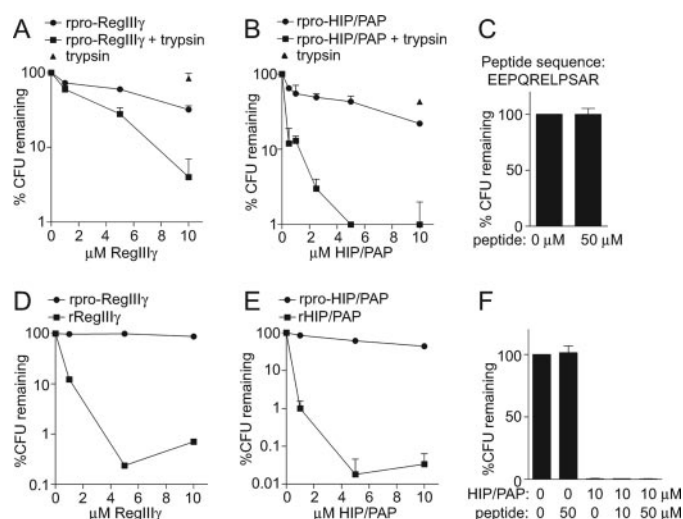 A
rpro-RegIIIγ
rpro-RegIIIγ + trypsin
trypsin
100
10
1
% CFU remaining
0 2 4 6 8 10
μM RegIIIγ
B
rpro-HIP/PAP
rpro-HIP/PAP + trypsin
trypsin
100
10
1
% CFU remaining
0 2 4 6 8 10
μM HIP/PAP
C
Peptide sequence:
EEPQRELPSAR
100
50
0
% CFU remaining
peptide: 0 μM 50 μM
D
rpro-RegIIIγ
rRegIIIγ
100
10
1
0.1
%CFU remaining
0 2 4 6 8 10
μM RegIIIγ
E
rpro-HIP/PAP
rHIP/PAP
100
10
1
0.1
0.01
%CFU remaining
0 2 4 6 8 10
μM HIP/PAP
F
100
50
0
%CFU remaining
HIP/PAP: 0 0 10 10 10 μM
peptide: 0 50 0 10 50 μM